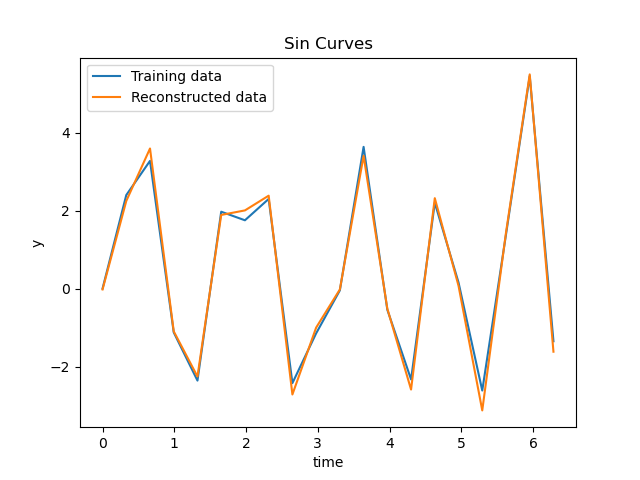 Sin Curves
Training data
Reconstructed data
y
4
2
0
−2
0 1 2 3 4 5 6
time